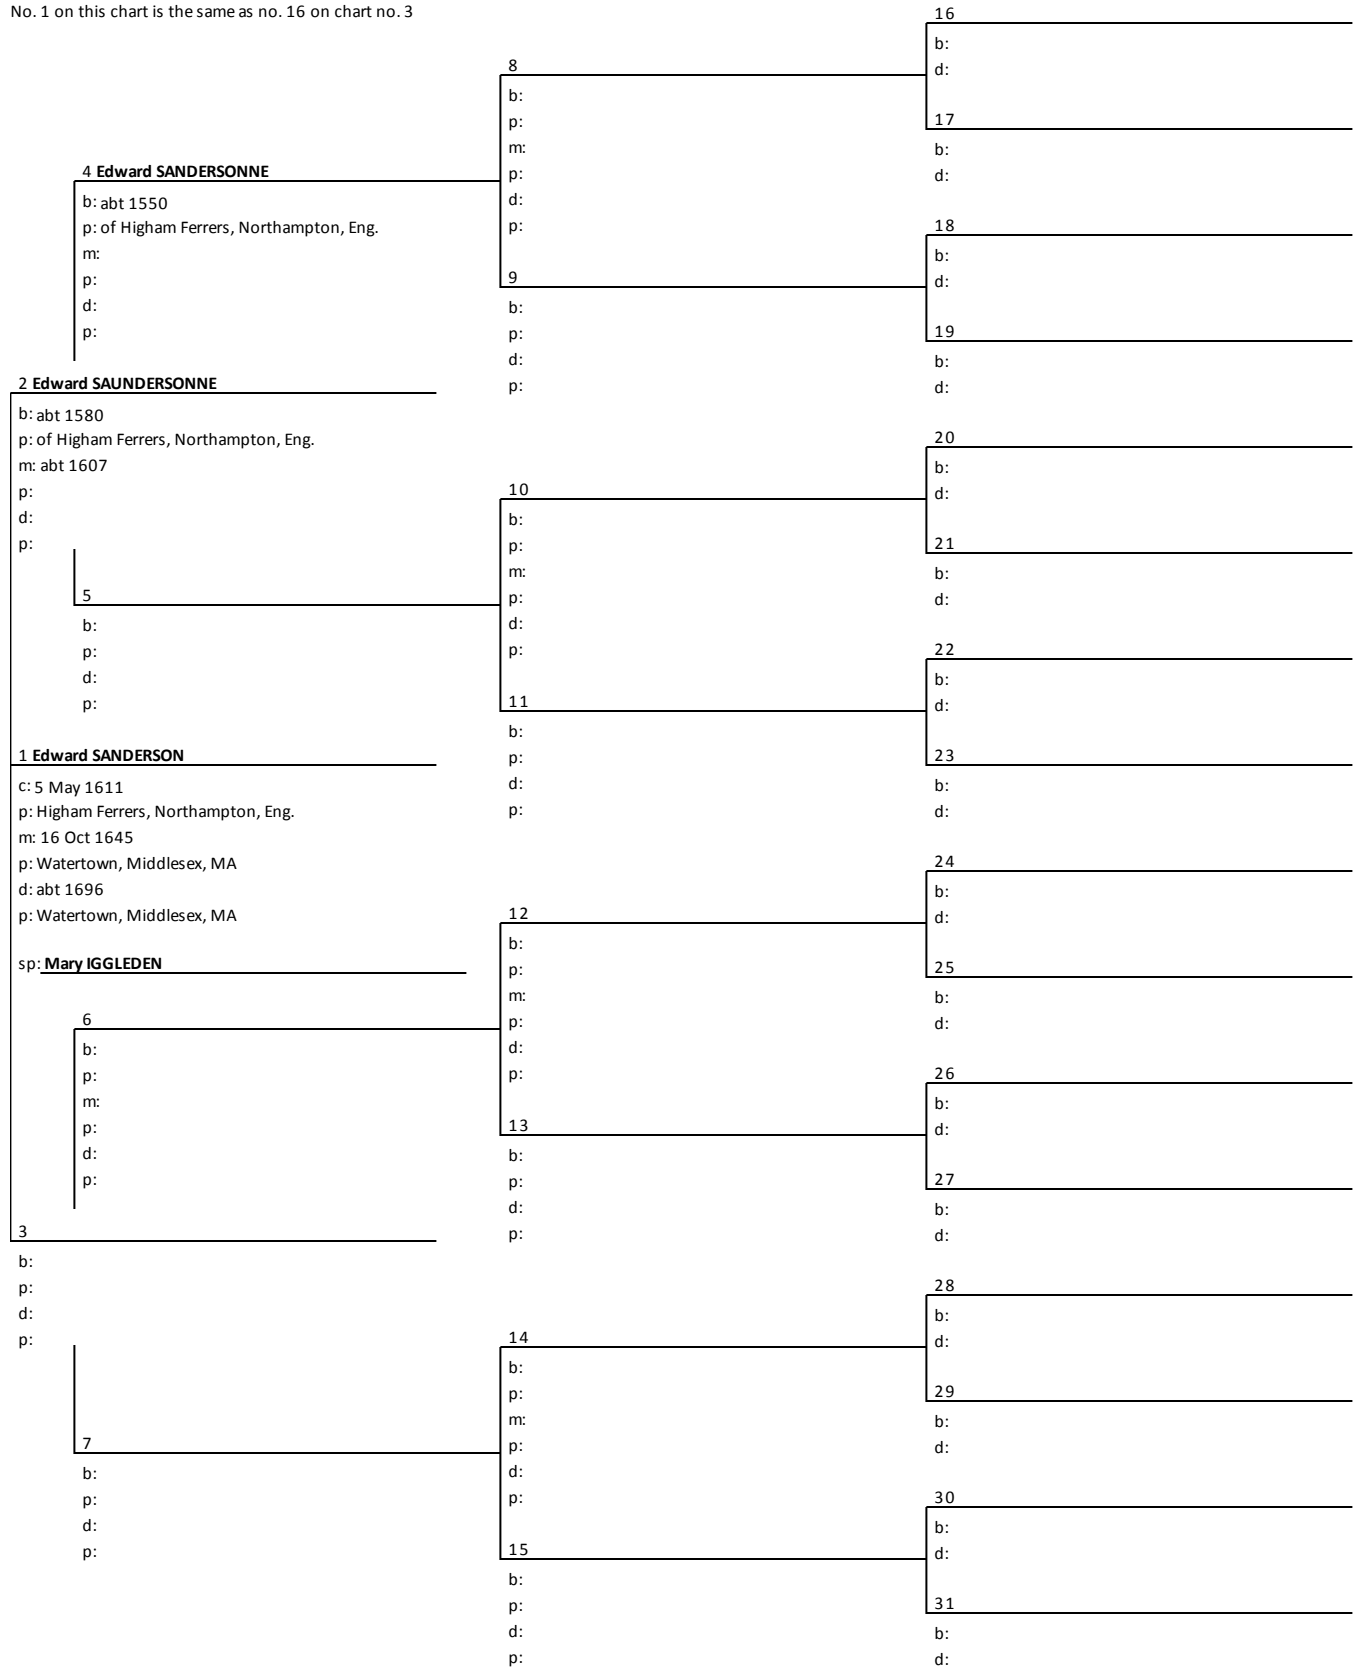 No. 1 on this chart is the same as no. 16 on chart no. 3
16
b:
d:
8
b:
p:
m:
p:
d:
p:
17
b:
d:
4 Edward SANDERSONNE
b: abt 1550
p: of Higham Ferrers, Northampton, Eng.
m:
p:
d:
p:
18
b:
d:
9
b:
p:
d:
p:
19
b:
d:
2 Edward SAUNDERSONNE
b: abt 1580
p: of Higham Ferrers, Northampton, Eng.
m: abt 1607
p:
d:
p:
20
b:
d:
10
b:
p:
m:
p:
d:
p:
21
b:
d:
5
b:
p:
d:
p:
22
b:
d:
11
b:
p:
d:
p:
23
b:
d:
1 Edward SANDERSON
c: 5 May 1611
p: Higham Ferrers, Northampton, Eng.
m: 16 Oct 1645
p: Watertown, Middlesex, MA
d: abt 1696
p: Watertown, Middlesex, MA
sp: Mary IGGLEDEN
24
b:
d:
12
b:
p:
m:
p:
d:
p:
25
b:
d:
6
b:
p:
m:
p:
d:
p:
26
b:
d:
13
b:
p:
d:
p:
27
b:
d:
3
b:
p:
d:
p:
28
b:
d:
14
b:
p:
m:
p:
d:
p:
29
b:
d:
7
b:
p:
d:
p:
30
b:
d:
15
b:
p:
d:
p:
31
b:
d: